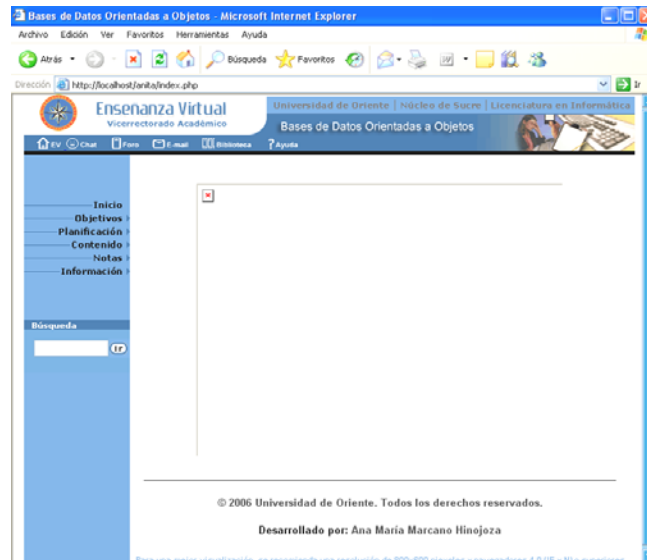 Bases de Datos Orientadas a Objetos - Microsoft Internet Explorer
Archivo Edición Ver Favoritos Herramientas Ayuda
Atrás Búsqueda Favoritos
Dirección http://localhost/anita/index.php Ir
Enseñanza Virtual
Vicerrectorado Académico
Universidad de Oriente | Núcleo de Sucre | Licenciatura en Informática
Bases de Datos Orientadas a Objetos
EV Chat Foro E-mail Biblioteca ? Ayuda
Inicio
Objetivos
Planificación
Contenido
Notas
Información
Búsqueda
Ir
© 2006 Universidad de Oriente. Todos los derechos reservados.
Desarrollado por: Ana María Marcano Hinojoza